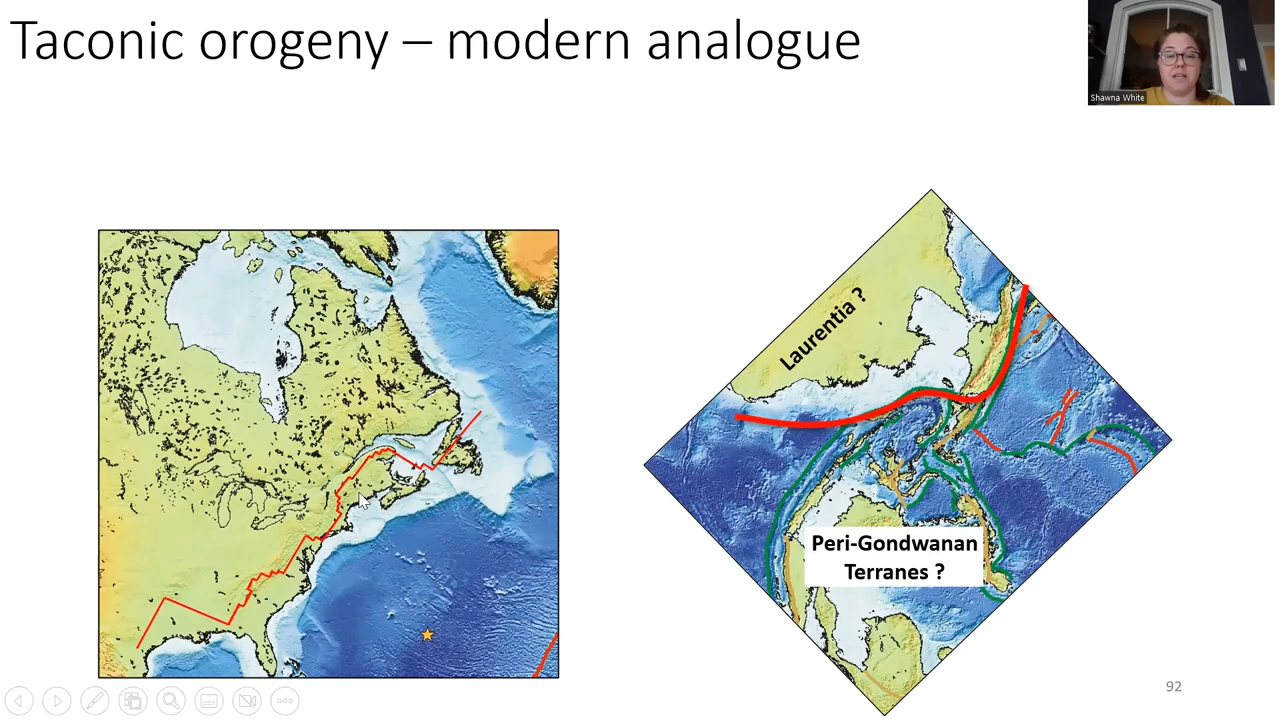 Taconic orogeny – modern analogue
Shawna White
Laurentia ?
Peri-Gondwanan
Terranes ?
92